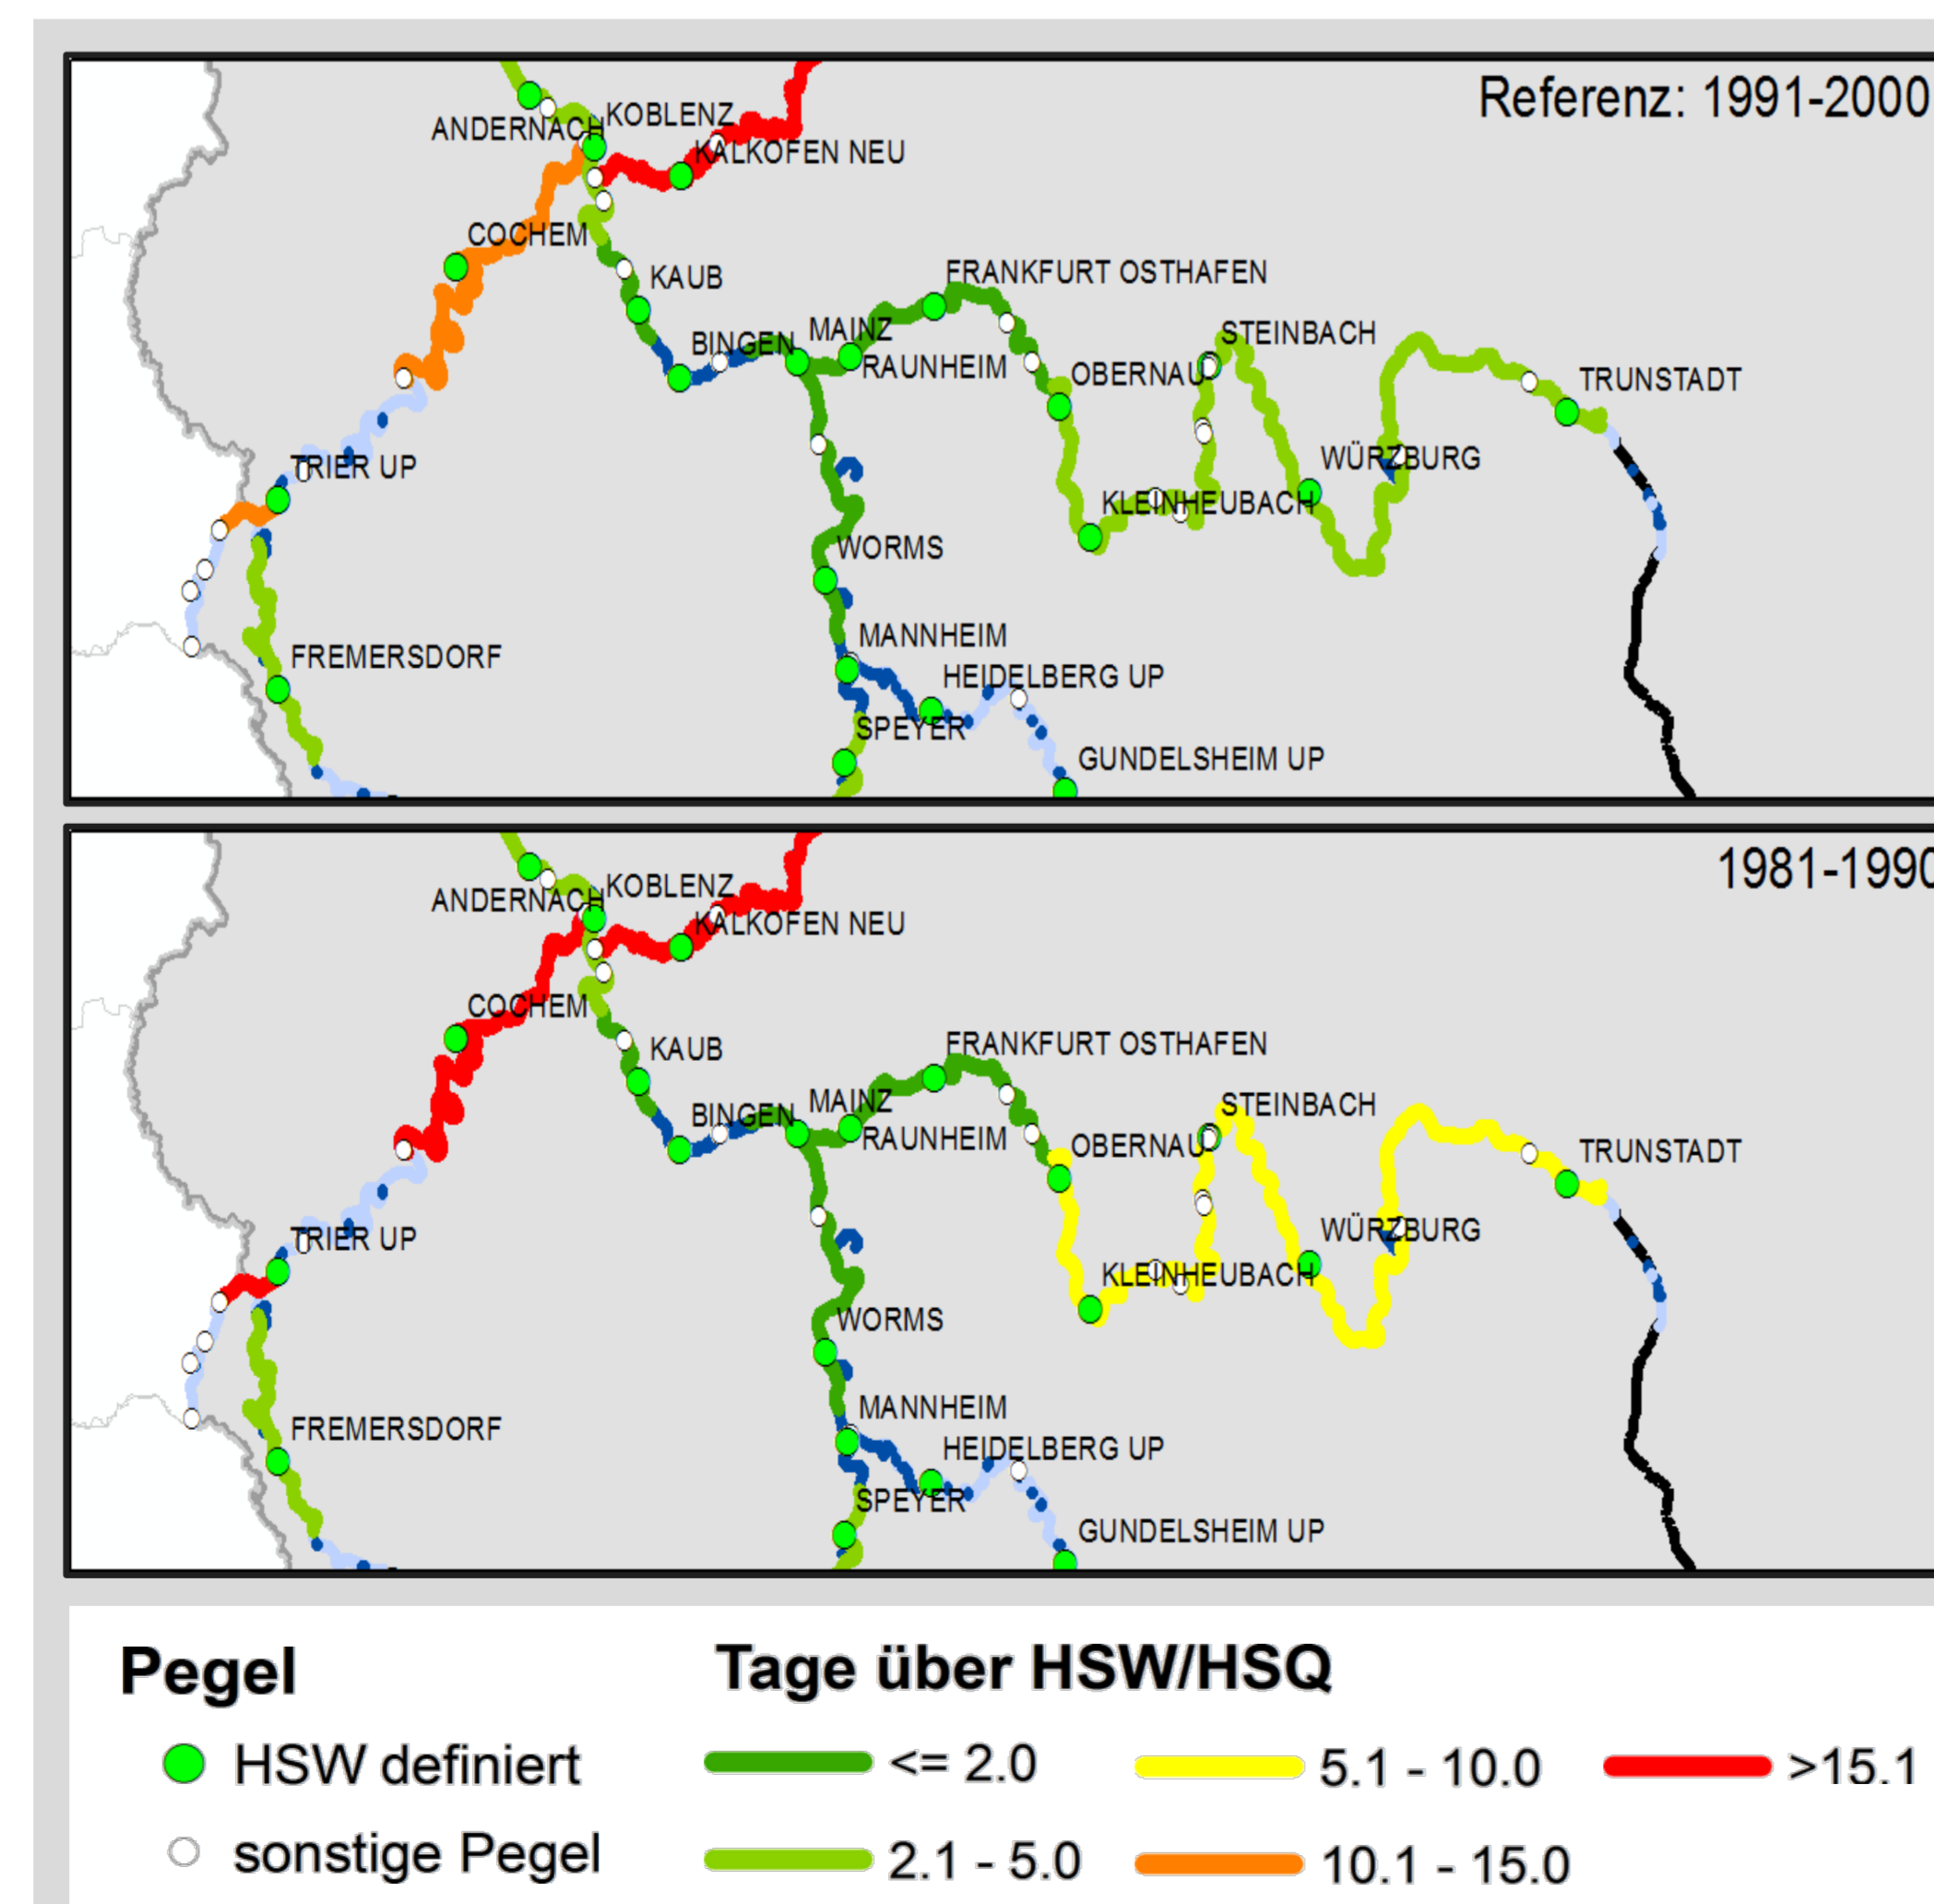 Referenz: 1991-2000
KOBLENZ
ANDERNACH
KALKOFEN NEU
COCHEM
KAUB
FRANKFURT OSTHAFEN
MAINZ
STEINBACH
BINGEN
RAUNHEIM
OBERNAU
TRUNSTADT
TRIER UP
WÜRZBURG
KLEINHEUBACH
WORMS
MANNHEIM
FREMERSDORF
HEIDELBERG UP
SPEYER
GUNDELSHEIM UP
1981-1990
KOBLENZ
ANDERNACH
KALKOFEN NEU
COCHEM
KAUB
FRANKFURT OSTHAFEN
MAINZ
STEINBACH
BINGEN
RAUNHEIM
OBERNAU
TRUNSTADT
TRIER UP
WÜRZBURG
KLEINHEUBACH
WORMS
MANNHEIM
FREMERSDORF
HEIDELBERG UP
SPEYER
GUNDELSHEIM UP
Pegel
HSW definiert
sonstige Pegel
Tage über HSW/HSQ
<= 2.0
2.1 - 5.0
5.1 - 10.0
10.1 - 15.0
>15.1